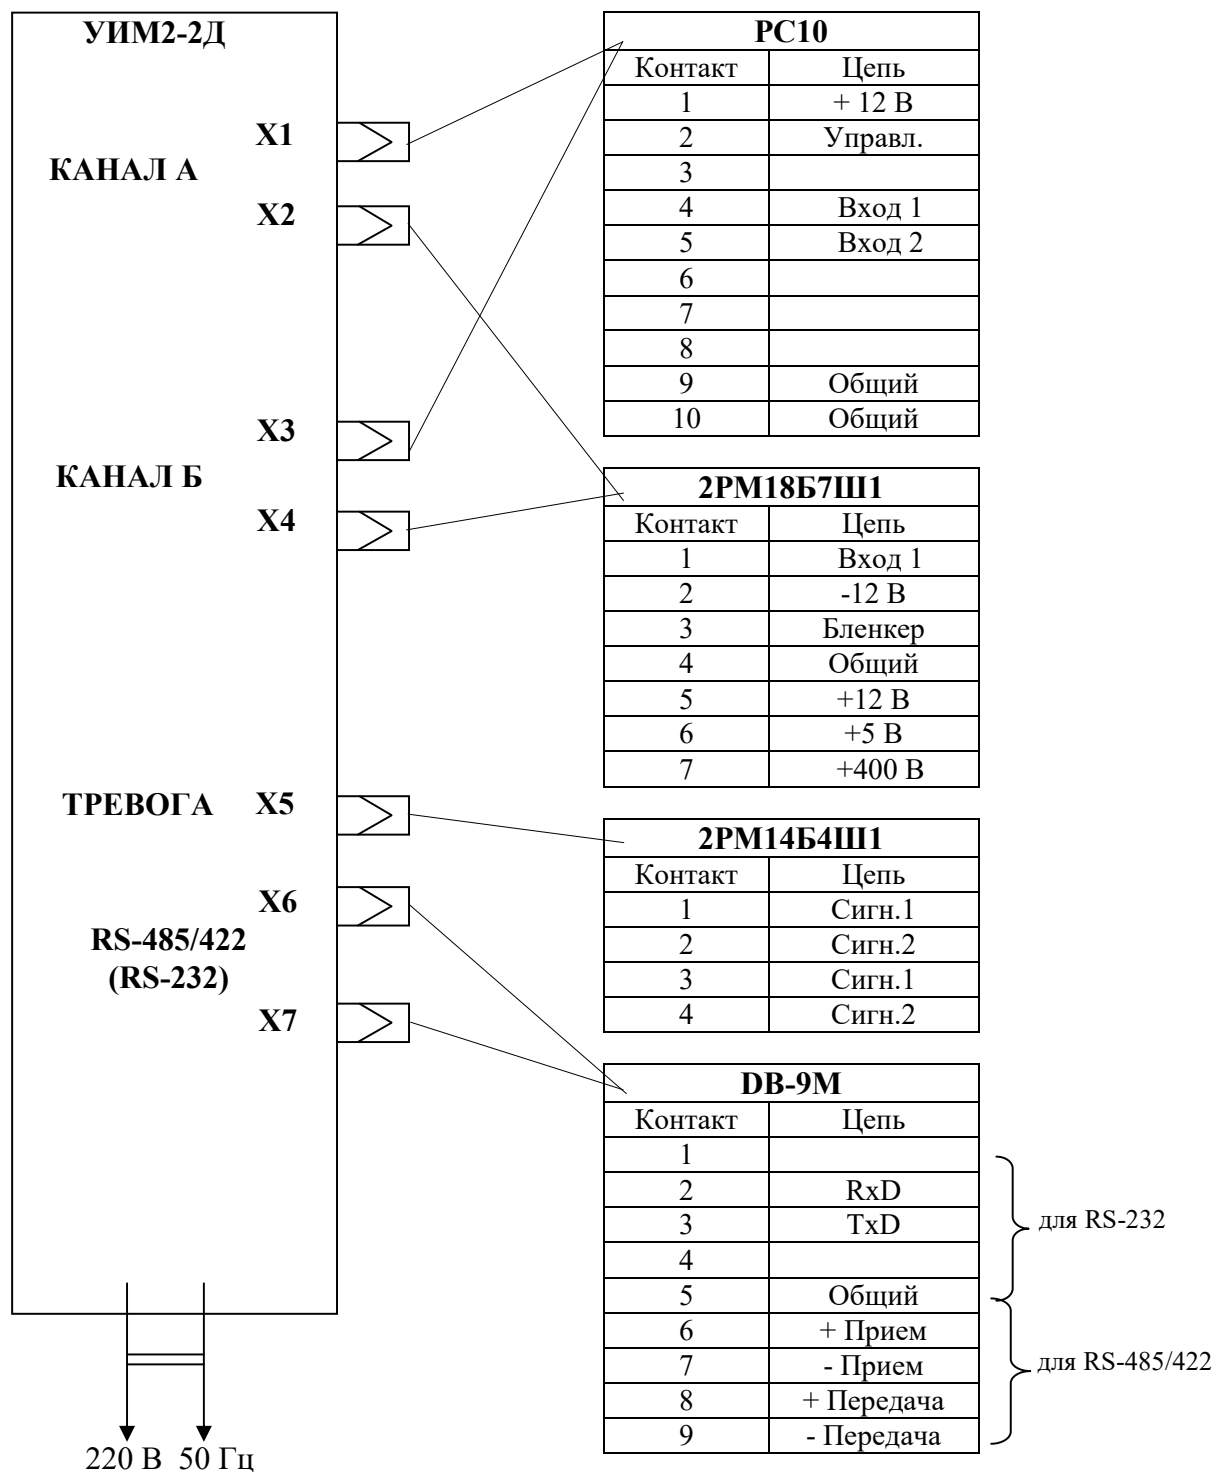 УИМ2-2Д
X1
КАНАЛ А
X2
X3
КАНАЛ Б
X4
ТРЕВОГА X5
X6
RS-485/422
(RS-232)
X7
220 В 50 Гц
РС10
Контакт Цепь
1 + 12 В
2 Управл.
3
4 Вход 1
5 Вход 2
6
7
8
9 Общий
10 Общий
2РМ18Б7Ш1
Контакт Цепь
1 Вход 1
2 -12 В
3 Бленкер
4 Общий
5 +12 В
6 +5 В
7 +400 В
2РМ14Б4Ш1
Контакт Цепь
1 Сигн.1
2 Сигн.2
3 Сигн.1
4 Сигн.2
DB-9M
Контакт Цепь
1
2 RxD
3 TxD
4
5 Общий
6 + Прием
7 - Прием
8 + Передача
9 - Передача
для RS-232
для RS-485/422